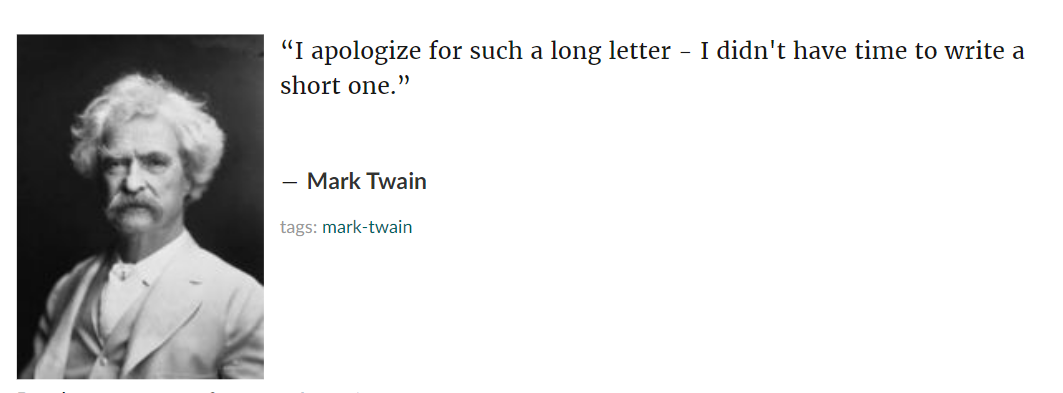 “I apologize for such a long letter - I didn't have time to write a
short one.”
― Mark Twain
tags: mark-twain